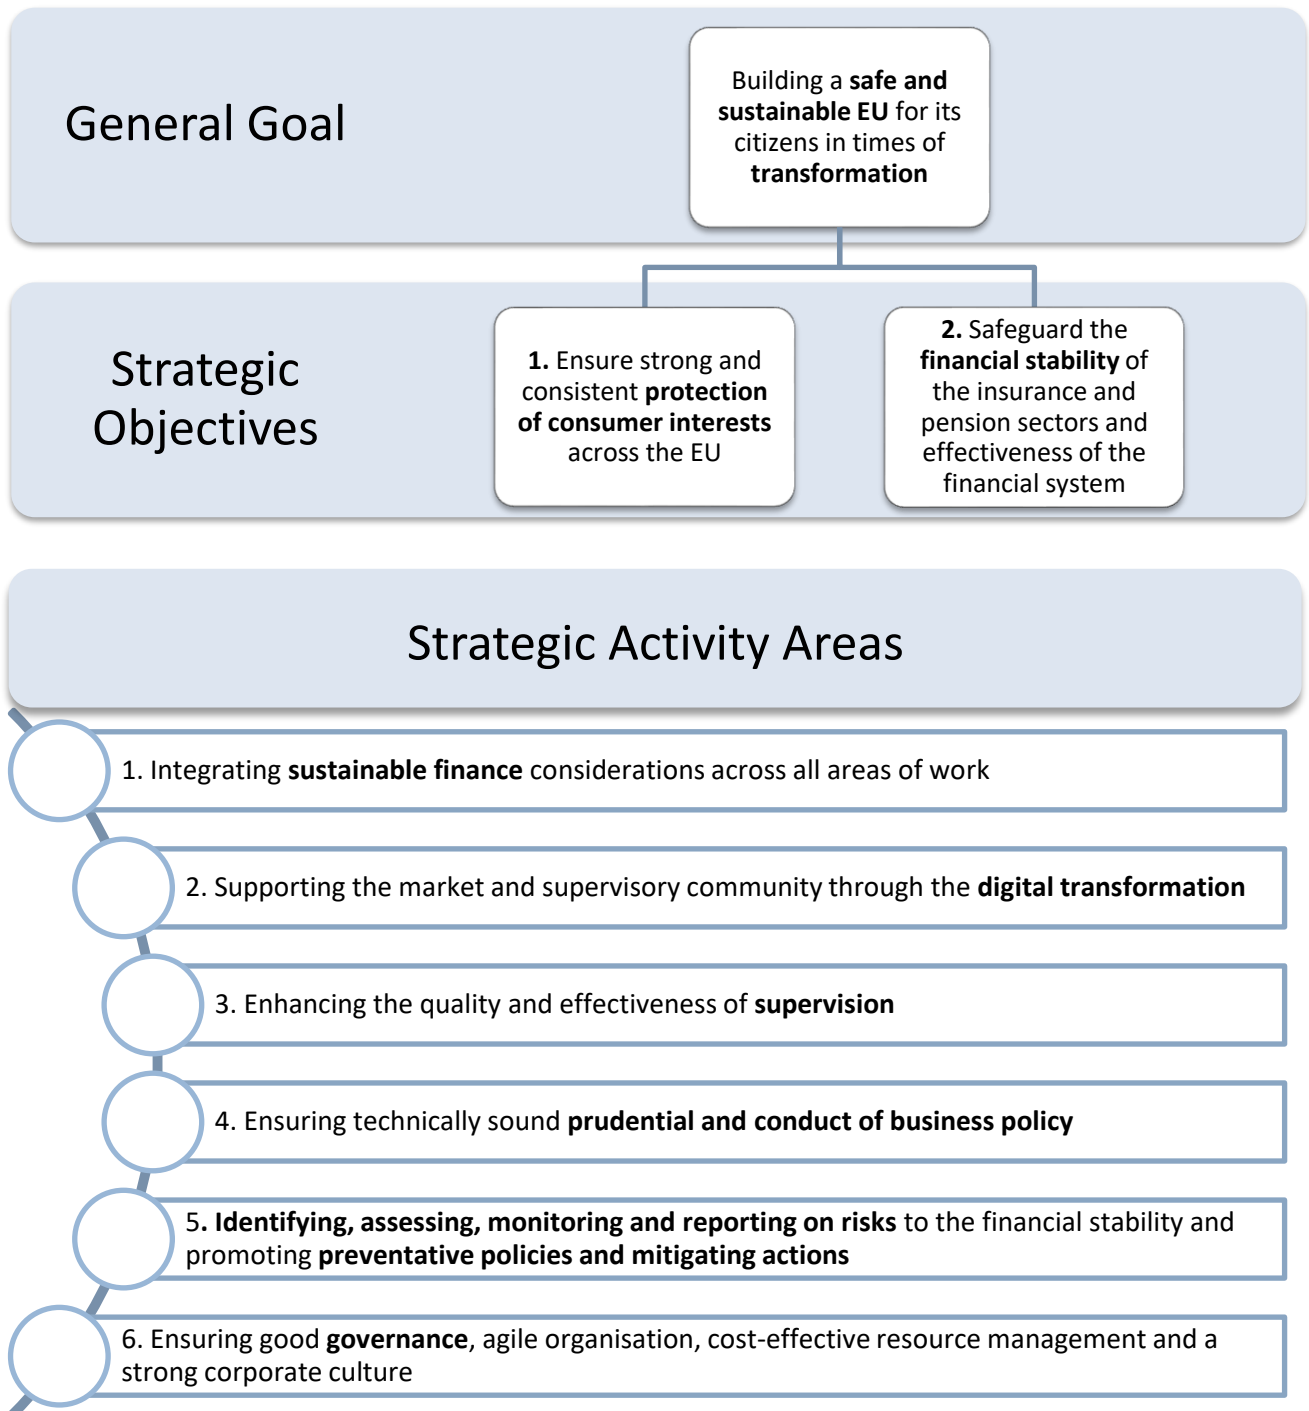 General Goal
Building a safe and
sustainable EU for its
citizens in times of
transformation
Strategic
Objectives
1. Ensure strong and
consistent protection
of consumer interests
across the EU
2. Safeguard the
financial stability of
the insurance and
pension sectors and
effectiveness of the
financial system
Strategic Activity Areas
1. Integrating sustainable finance considerations across all areas of work
2. Supporting the market and supervisory community through the digital transformation
3. Enhancing the quality and effectiveness of supervision
4. Ensuring technically sound prudential and conduct of business policy
5. Identifying, assessing, monitoring and reporting on risks to the financial stability and
promoting preventative policies and mitigating actions
6. Ensuring good governance, agile organisation, cost-effective resource management and a
strong corporate culture